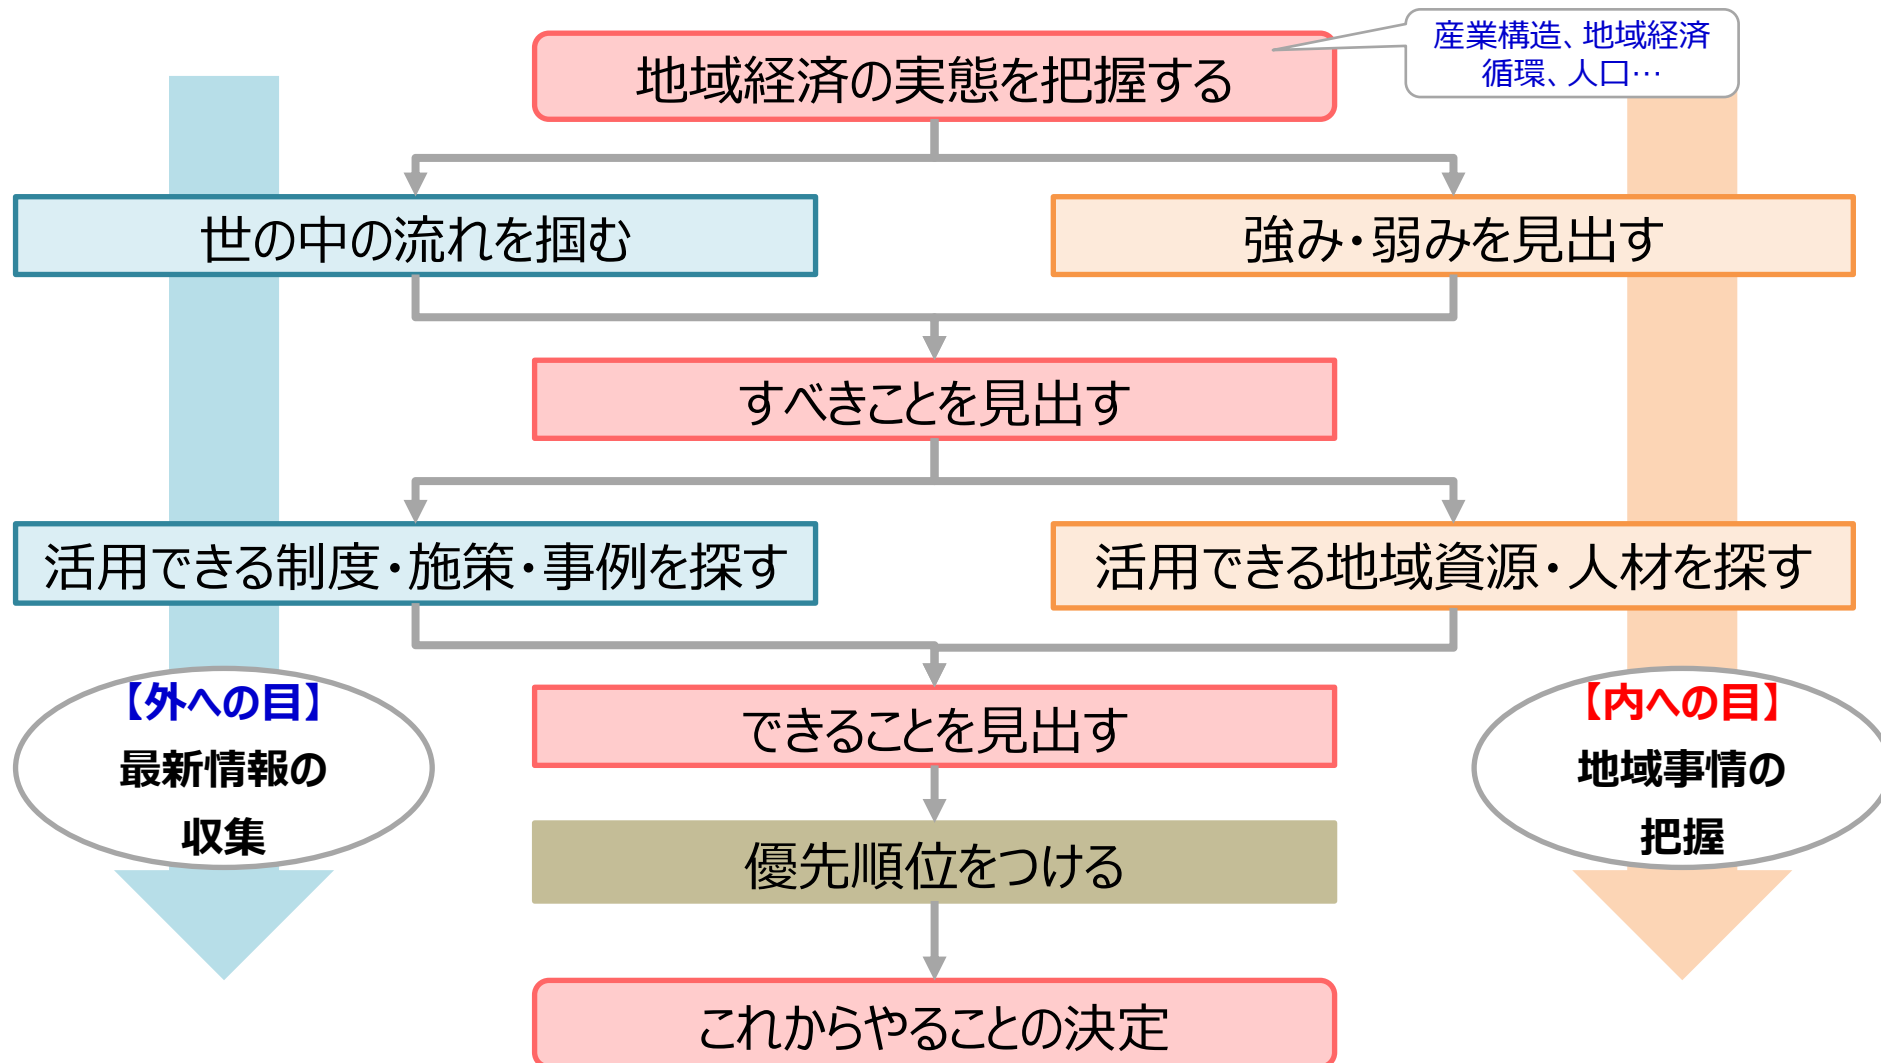 産業構造、地域経済
循環、人口…
地域経済の実態を把握する
世の中の流れを掴む
強み・弱みを見出す
すべきことを見出す
活用できる制度・施策・事例を探す
活用できる地域資源・人材を探す
【外への目】
最新情報の
収集
できることを見出す
【内への目】
地域事情の
把握
優先順位をつける
これからやることの決定